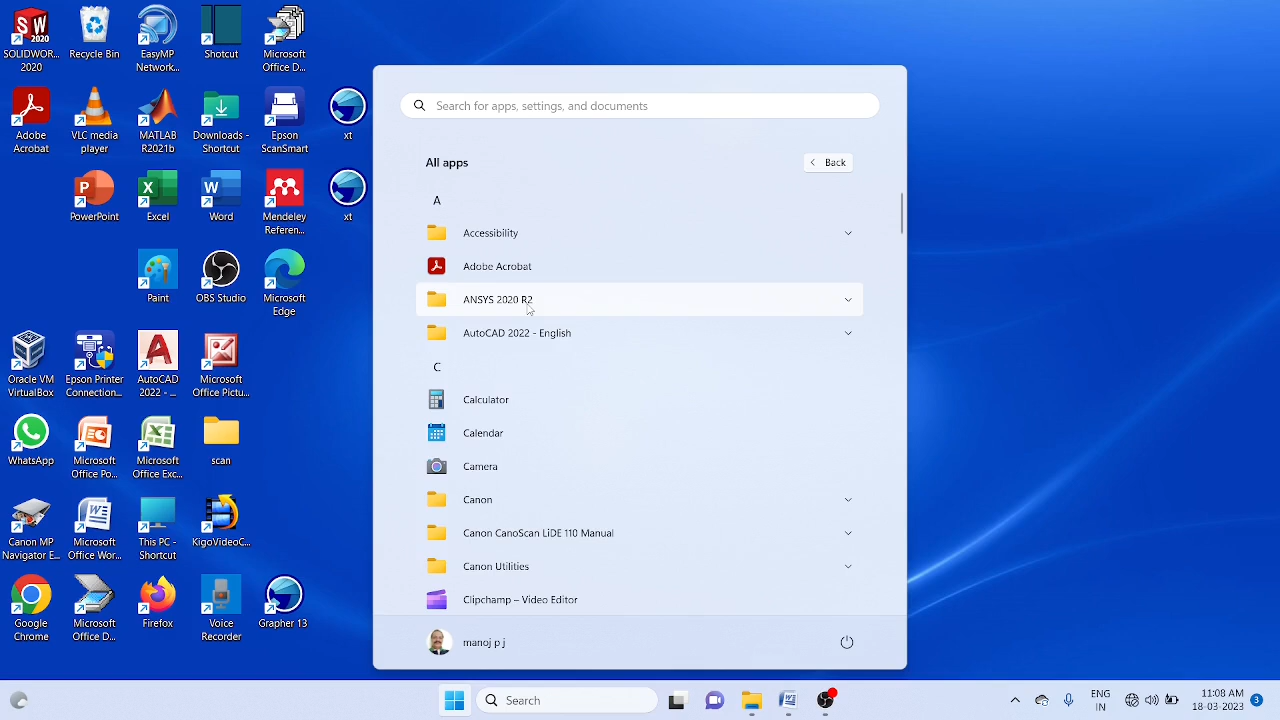 SOLIDWOR...
2020
Recycle Bin
EasyMP
Network...
Shotcut
Microsoft
Office D...
Adobe
Acrobat
VLC media
player
MATLAB
R2021b
Downloads -
Shortcut
Epson
ScanSmart
xt
PowerPoint
Excel
Word
Mendeley
Referen...
xt
Paint
OBS Studio
Microsoft
Edge
Oracle VM
VirtualBox
Epson Printer
Connection...
AutoCAD
2022 - ...
Microsoft
Office Pictu...
WhatsApp
Microsoft
Office Po...
Microsoft
Office Exc...
scan
Canon MP
Navigator E...
Microsoft
Office Wor...
This PC -
Shortcut
KigoVideoC...
Google
Chrome
Microsoft
Office D...
Firefox
Voice
Recorder
Grapher 13
Search for apps, settings, and documents
All apps
Back
A
Accessibility
Adobe Acrobat
ANSYS 2020 R2
AutoCAD 2022 - English
C
Calculator
Calendar
Camera
Canon
Canon CanoScan LiDE 110 Manual
Canon Utilities
Clipchamp – Video Editor
manoj p j
Search
ENG
IN
11:08 AM
18-03-2023
3